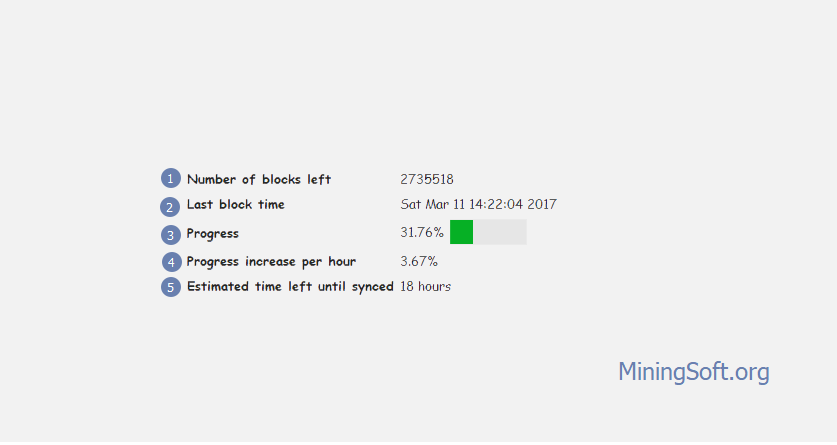 1 Number of blocks left 2735518
2 Last block time Sat Mar 11 14:22:04 2017
3 Progress 31.76%
4 Progress increase per hour 3.67%
5 Estimated time left until synced 18 hours
MiningSoft.org